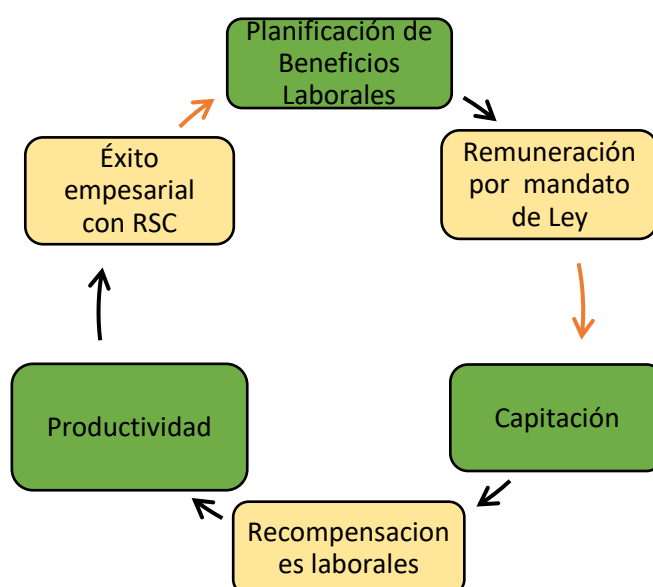 Planificación de
Beneficios
Laborales
Remuneración
por mandato
de Ley
Capitación
Recompensacion
es laborales
Productividad
Éxito
empesarial
con RSC